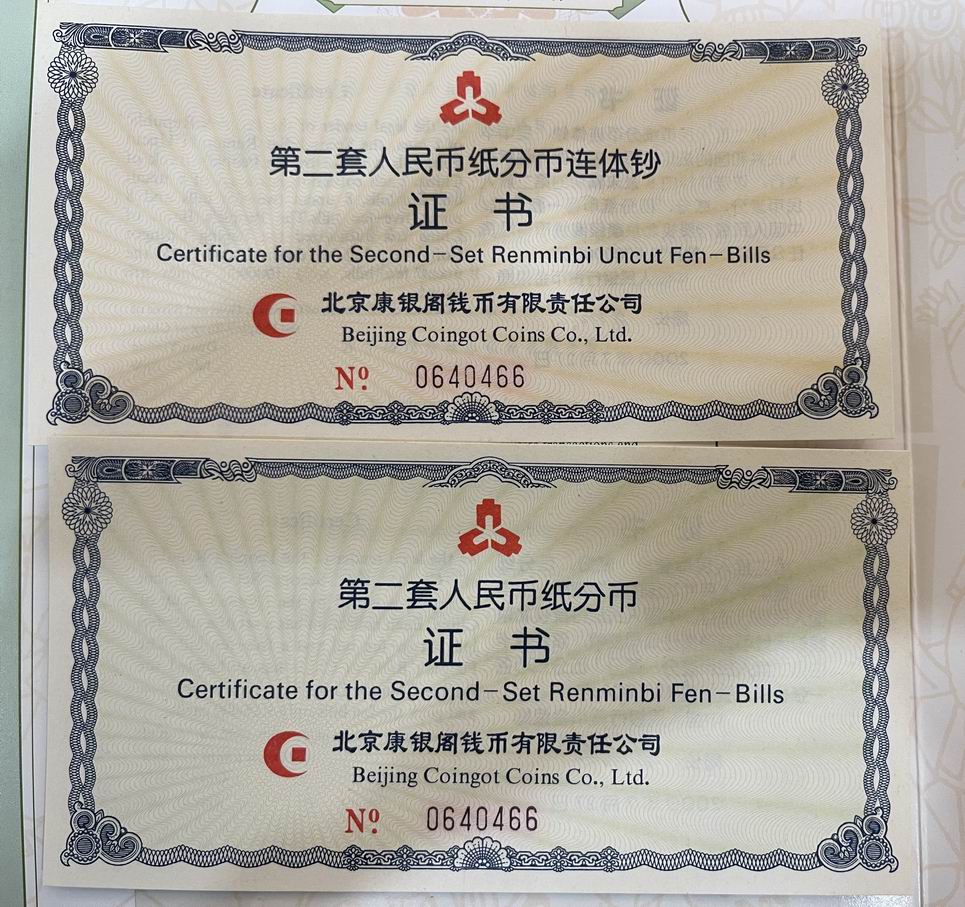 第二套人民币纸分币连体钞
证 书
Certificate for the Second-Set Renminbi Uncut Fen-Bills
北京康银阁钱币有限责任公司
Beijing Coingot Coins Co., Ltd.
Nº 0640466
第二套人民币纸分币
证 书
Certificate for the Second-Set Renminbi Fen-Bills
北京康银阁钱币有限责任公司
Beijing Coingot Coins Co., Ltd.
Nº 0640466